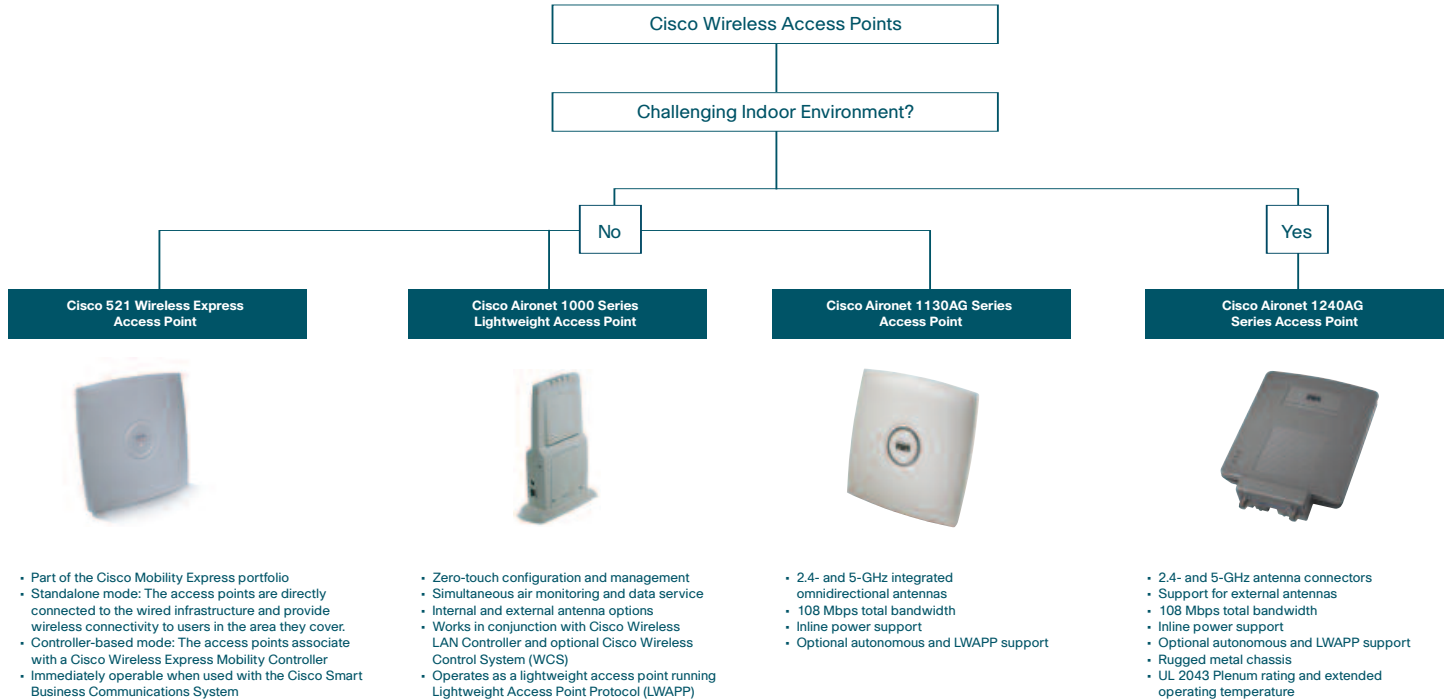 Cisco Wireless Access Points
Challenging Indoor Environment?
No
Yes
Cisco 521 Wireless Express
Access Point
Cisco Aironet 1000 Series
Lightweight Access Point
Cisco Aironet 1130AG Series
Access Point
Cisco Aironet 1240AG
Series Access Point
▪ Part of the Cisco Mobility Express portfolio
▪ Standalone mode: The access points are directly
connected to the wired infrastructure and provide
wireless connectivity to users in the area they cover.
▪ Controller-based mode: The access points associate
with a Cisco Wireless Express Mobility Controller
▪ Immediately operable when used with the Cisco Smart
Business Communications System
▪ Zero-touch configuration and management
▪ Simultaneous air monitoring and data service
▪ Internal and external antenna options
▪ Works in conjunction with Cisco Wireless
LAN Controller and optional Cisco Wireless
Control System (WCS)
▪ Operates as a lightweight access point running
Lightweight Access Point Protocol (LWAPP)
▪ 2.4- and 5-GHz integrated
omnidirectional antennas
▪ 108 Mbps total bandwidth
▪ Inline power support
▪ Optional autonomous and LWAPP support
▪ 2.4- and 5-GHz antenna connectors
▪ Support for external antennas
▪ 108 Mbps total bandwidth
▪ Inline power support
▪ Optional autonomous and LWAPP support
▪ Rugged metal chassis
▪ UL 2043 Plenum rating and extended
operating temperature